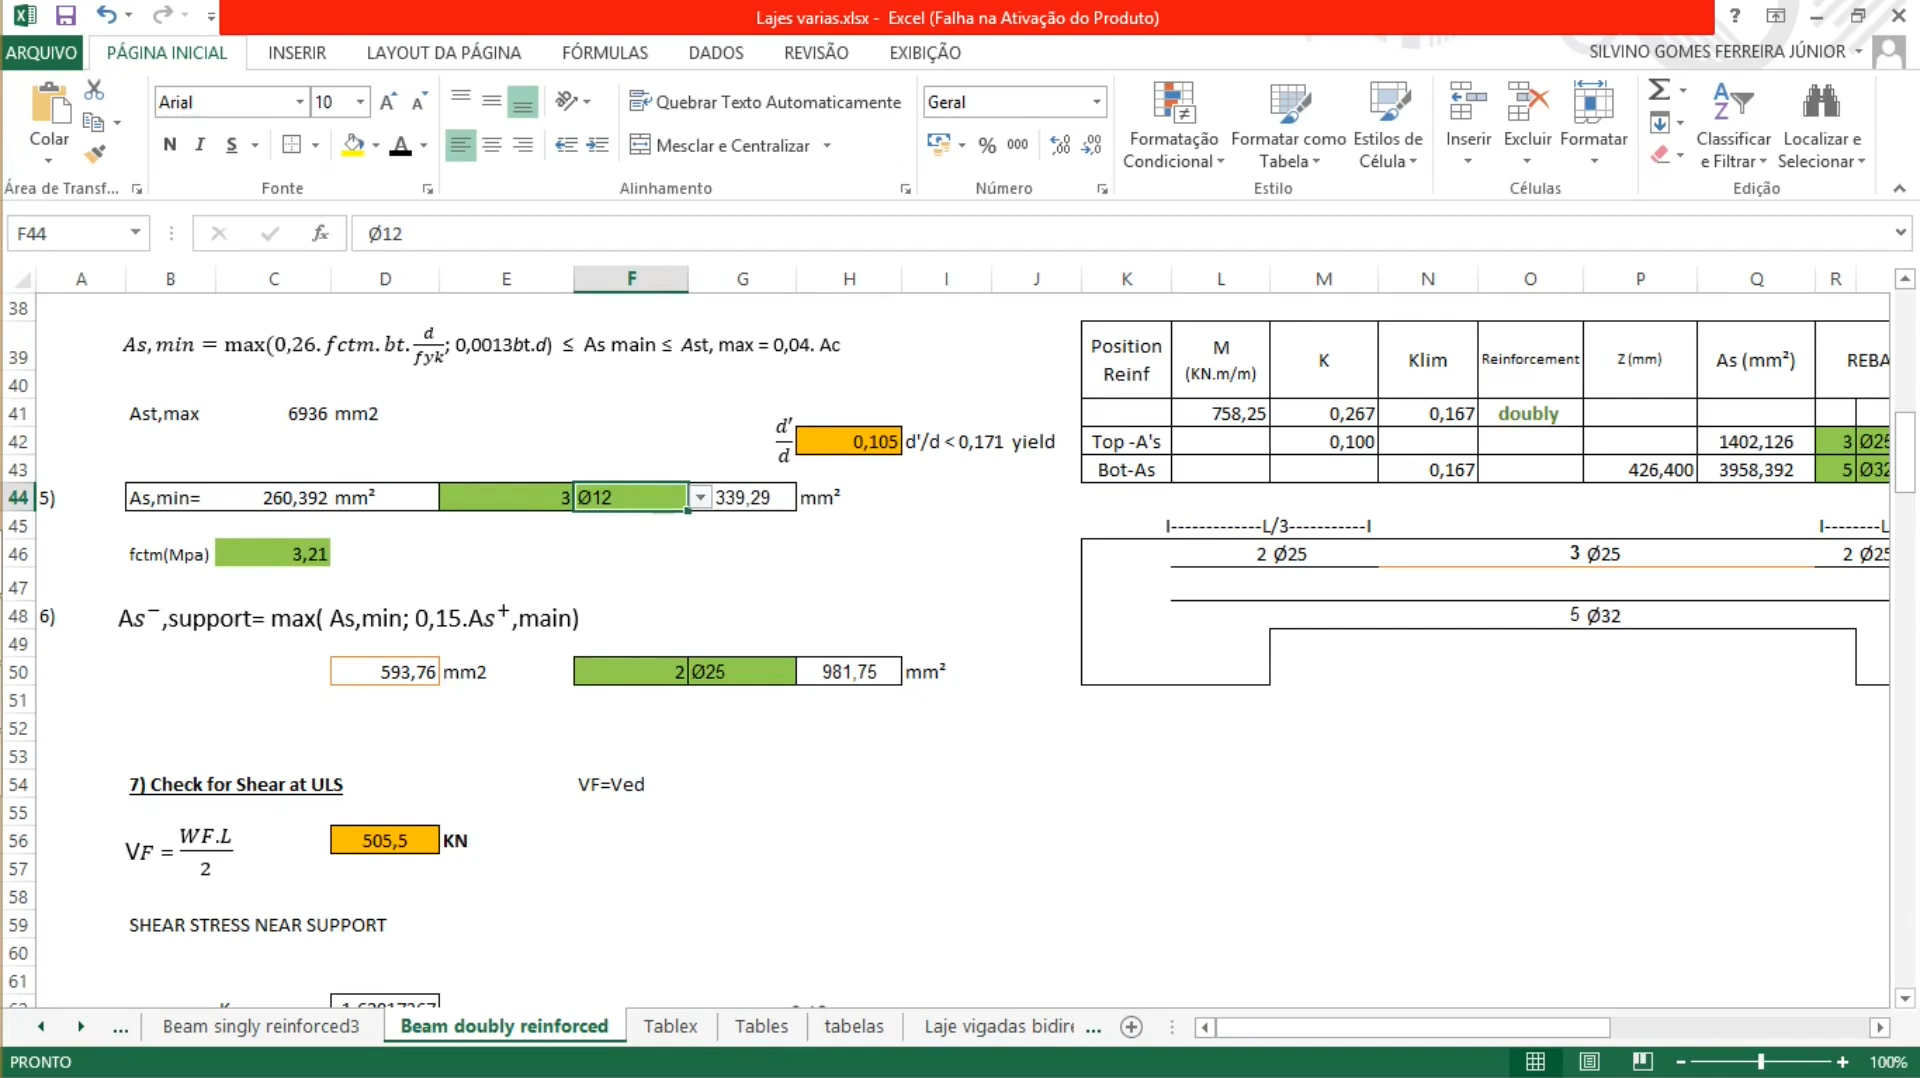 Lajes varias.xlsx - Excel (Falha na Ativação do Produto)
ARQUIVO PÁGINA INICIAL INSERIR LAYOUT DA PÁGINA FÓRMULAS DADOS REVISÃO EXIBIÇÃO SILVINO GOMES FERREIRA JÚNIOR
Colar
Arial 10
N I S
Quebrar Texto Automaticamente
Mesclar e Centralizar
Geral
% 000
Formatação Condicional
Formatar como Tabela
Estilos de Célula
Inserir Excluir Formatar
Classificar e Filtrar
Localizar e Selecionar
Área de Transf... Fonte Alinhamento Número Estilo Células Edição
F44 fx Ø12
A B C D E F G H I J K L M N O P Q R
38
39 As, min = max(0,26. fctm. bt. d/fyk; 0,0013bt.d) ≤ As main ≤ Ast, max = 0,04. Ac
Position Reinf M (KN.m/m) K Klim Reinforcement Z (mm) As (mm²) REBA
40
41 Ast,max 6936 mm2 758,25 0,267 0,167 doubly
42 d'/d 0,105 d'/d < 0,171 yield Top -A's 0,100 1402,126 3 Ø25
43 Bot-As 0,167 426,400 3958,392 5 Ø32
44 5) As,min= 260,392 mm² 3 Ø12 339,29 mm²
45 I-------------L/3-----------I I--------L
46 fctm(Mpa) 3,21 2 Ø25 3 Ø25 2 Ø25
47
48 6) As⁻,support= max( As,min; 0,15.As⁺,main) 5 Ø32
49
50 593,76 mm2 2 Ø25 981,75 mm²
51
52
53
54 7) Check for Shear at ULS VF=Ved
55
56 VF = WF.L/2 505,5 KN
57
58
59 SHEAR STRESS NEAR SUPPORT
60
61
... Beam singly reinforced3 Beam doubly reinforced Tablex Tables tabelas Laje vigadas bidire ...
PRONTO 100%